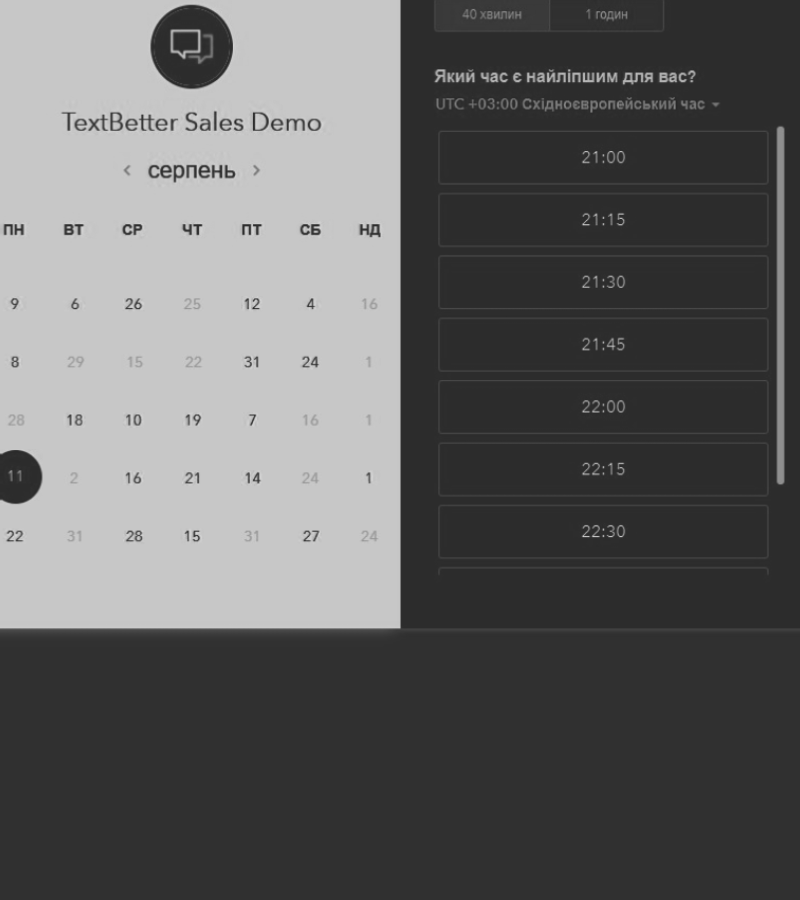 TextBetter Sales Demo
‹ серпень ›
ПН ВТ СР ЧТ ПТ СБ НД
9 6 26 25 12 4 16
8 29 15 22 31 24 1
28 18 10 19 7 16 1
11 2 16 21 14 24 1
22 31 28 15 31 27 24
40 хвилин 1 годин
Який час є найліпшим для вас?
UTC +03:00 Східноєвропейський час
21:00
21:15
21:30
21:45
22:00
22:15
22:30